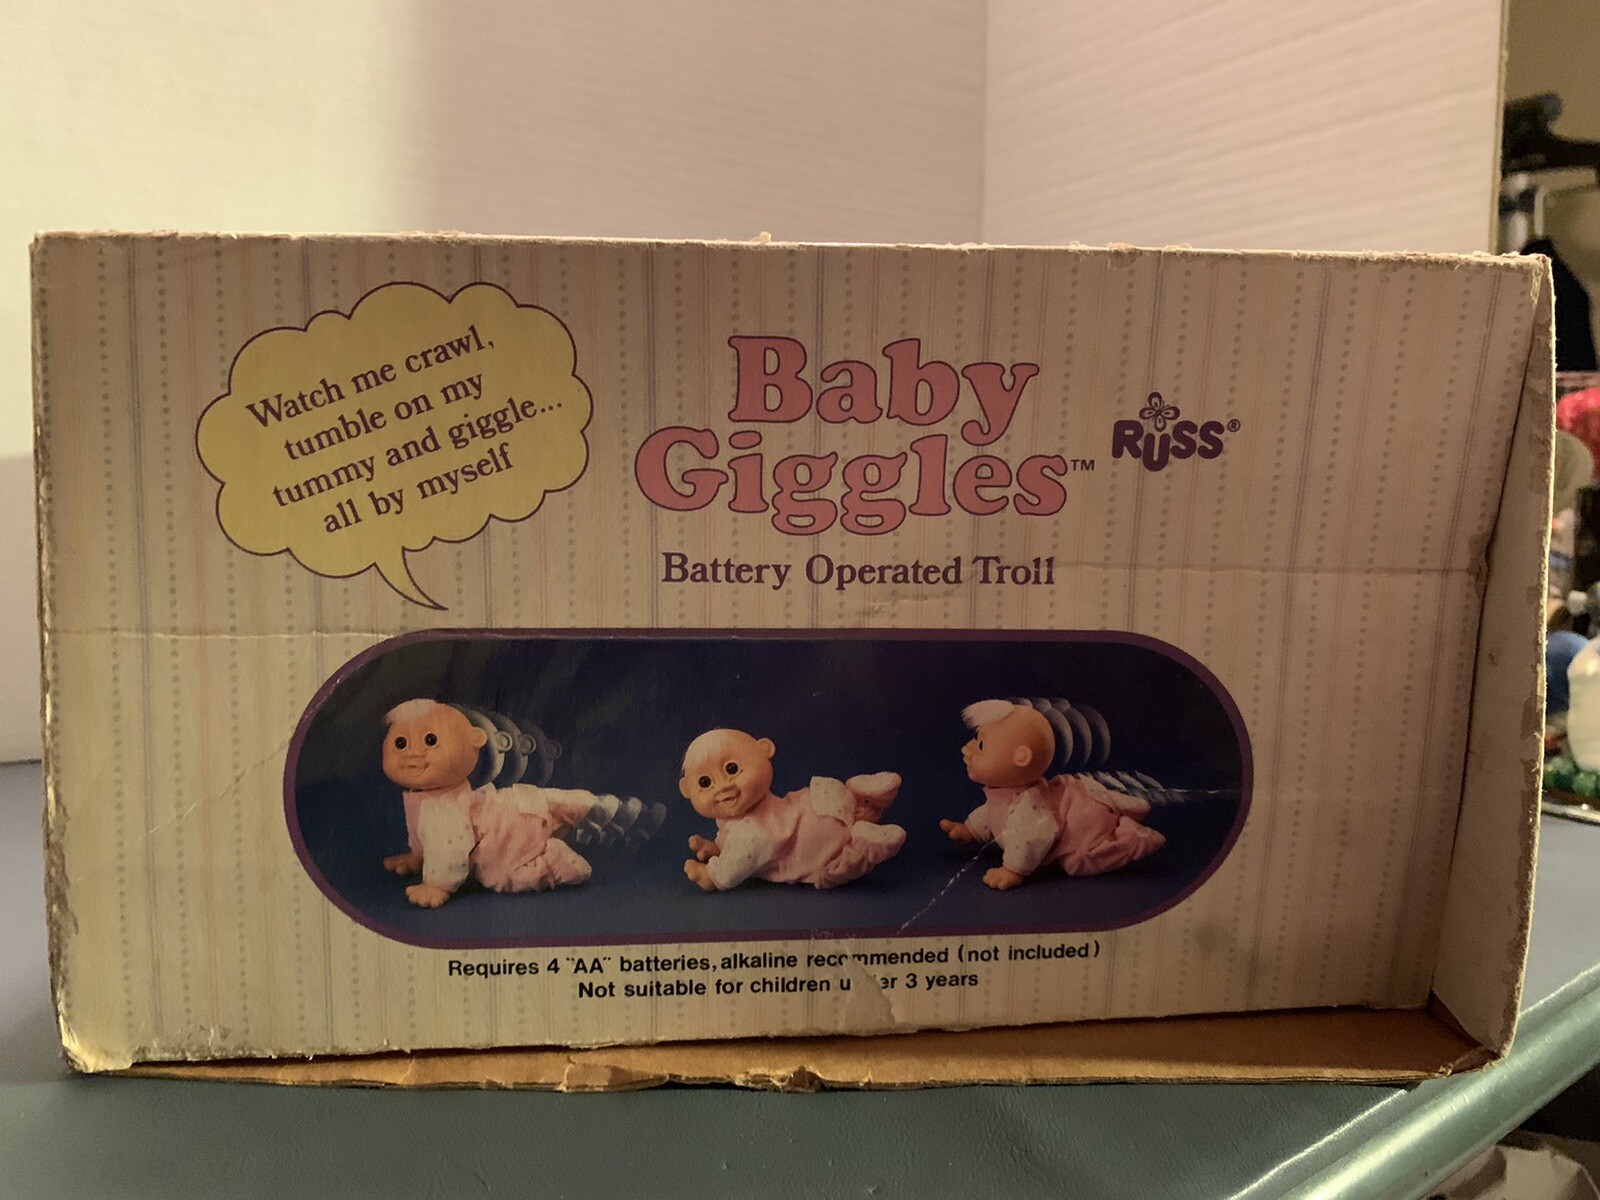 Watch me crawl,
tumble on my
tummy and giggle...
all by myself
Baby
Giggles™
RUSS®
Battery Operated Troll
Requires 4 "AA" batteries, alkaline recommended (not included)
Not suitable for children u er 3 years